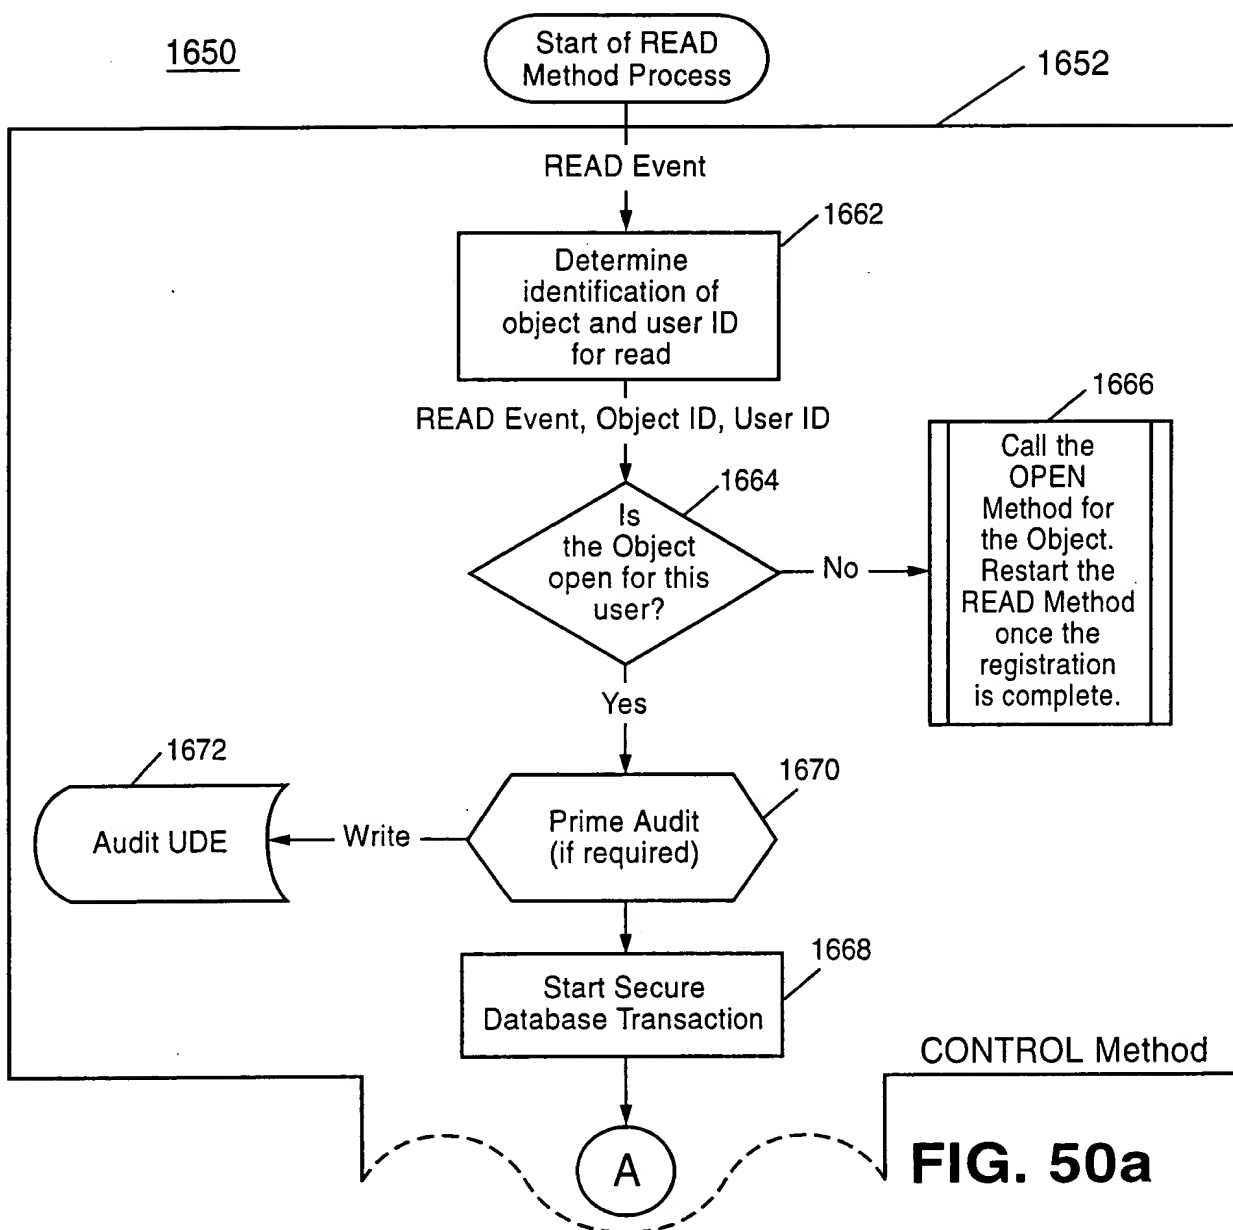 1650
Start of READ
Method Process
1652
READ Event
1662
Determine
identification of
object and user ID
for read
READ Event, Object ID, User ID
1664
Is
the Object
open for this
user?
No
1666
Call the
OPEN
Method for
the Object.
Restart the
READ Method
once the
registration
is complete.
Yes
1672
Audit UDE
Write
1670
Prime Audit
(if required)
1668
Start Secure
Database Transaction
CONTROL Method
A
FIG. 50a